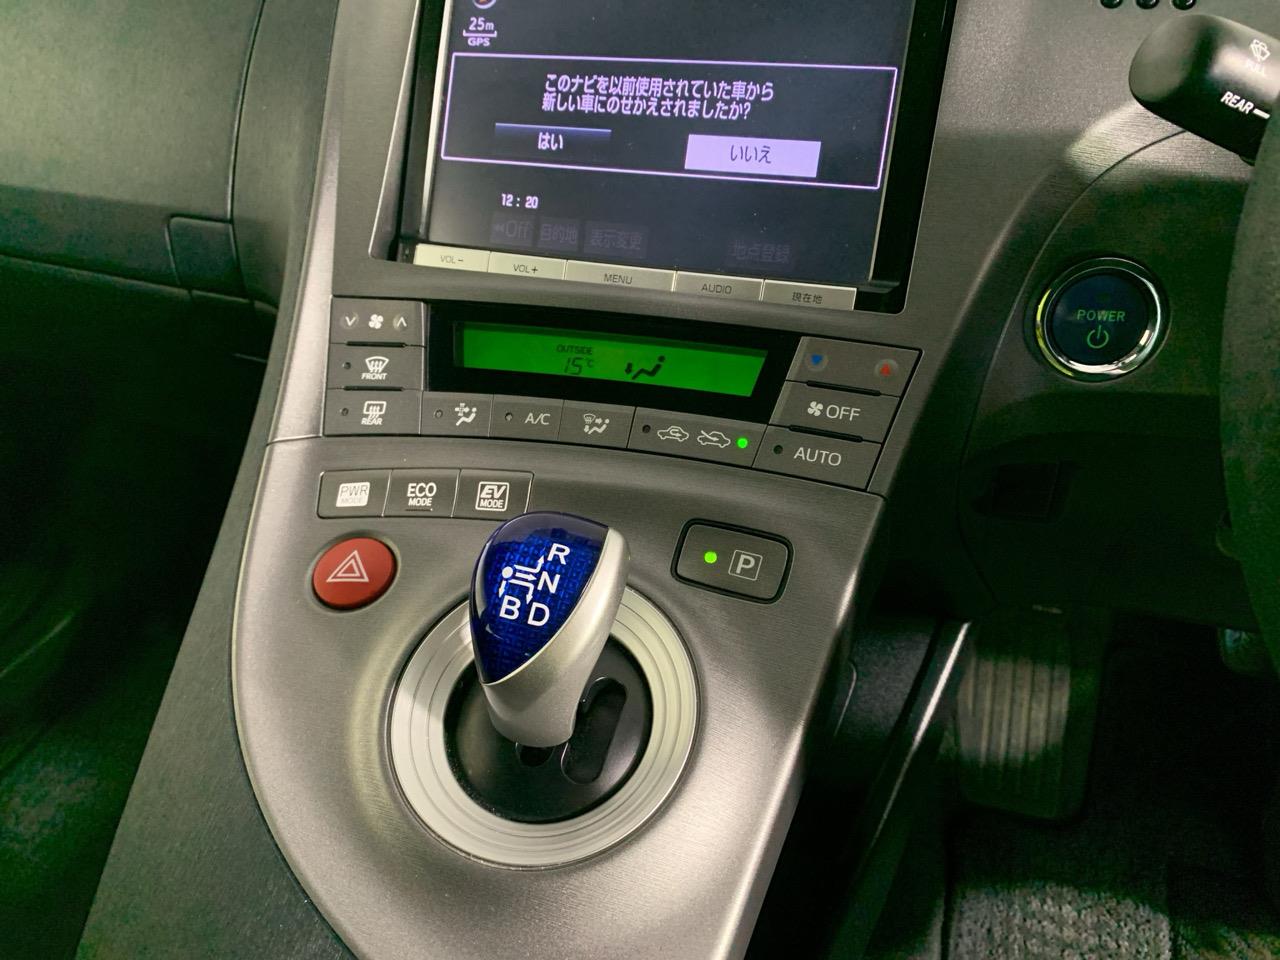 25m
GPS
このナビを以前使用されていた車から
新しい車にのせかえされましたか?
はい
いいえ
12:20
Off 目的地 表示変更 地点登録
VOL− VOL+ MENU AUDIO 現在地
PULL
REAR
POWER
OUTSIDE
15℃
FRONT
REAR
A/C
OFF
AUTO
PWR MODE
ECO MODE
EV MODE
P
R
N
B D